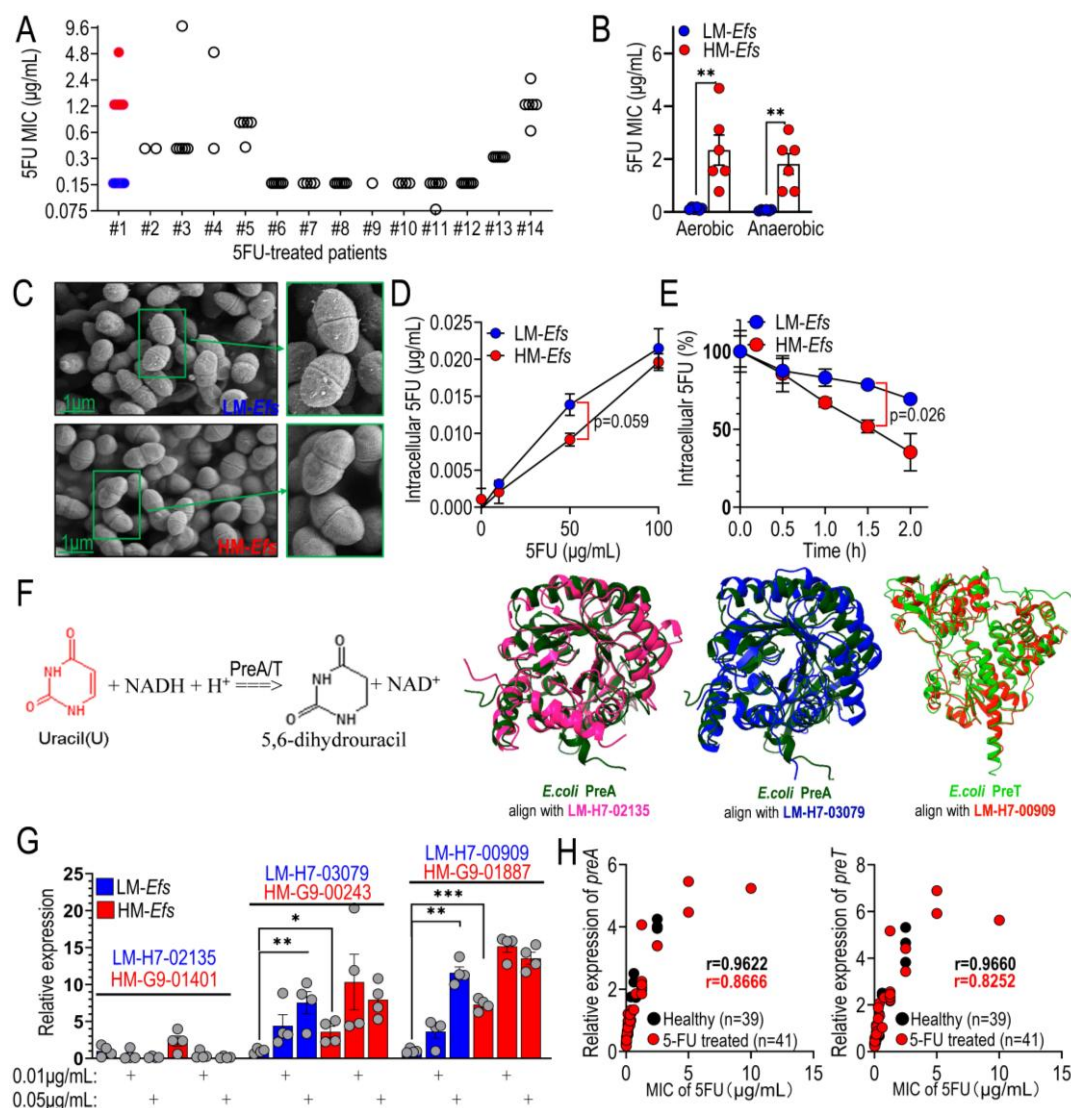 A
5FU MIC (µg/mL)
9.6
4.8
2.4
1.2
0.6
0.3
0.15
0.075
#1 #2 #3 #4 #5 #6 #7 #8 #9 #10 #11 #12 #13 #14
5FU-treated patients
B
LM-Efs
HM-Efs
5FU MIC (µg/mL)
6
4
2
0
** **
Aerobic Anaerobic
C
1um
LM-Efs
1um
HM-Efs
D
Intracellular 5FU (µg/mL)
0.025
0.020
0.015
0.010
0.005
0.000
LM-Efs
HM-Efs
p=0.059
0 50 100
5FU (µg/mL)
E
Intracelluair 5FU (%)
LM-Efs
HM-Efs
100
50
0
p=0.026
0.0 0.5 1.0 1.5 2.0
Time (h)
F
O
NH
O
NH
Uracil(U)
+ NADH + H⁺ ===>
PreA/T
O
NH
O
NH
5,6-dihydrouracil
+ NAD⁺
E.coli PreA
align with LM-H7-02135
E.coli PreA
align with LM-H7-03079
E.coli PreT
align with LM-H7-00909
G
Relative expression
25
20
15
10
5
0
LM-Efs
HM-Efs
LM-H7-02135
HM-G9-01401
LM-H7-03079
HM-G9-00243
*
**
LM-H7-00909
HM-G9-01887
***
**
0.01µg/mL: + + + + + +
0.05µg/mL: + + + + + +
H
Relative expression of preA
6
4
2
0
r=0.9622
r=0.8666
Healthy (n=39)
5-FU treated (n=41)
0 5 10 15
MIC of 5FU (µg/mL)
Relative expression of preT
8
6
4
2
0
r=0.9660
r=0.8252
Healthy (n=39)
5-FU treated (n=41)
0 5 10 15
MIC of 5FU (µg/mL)